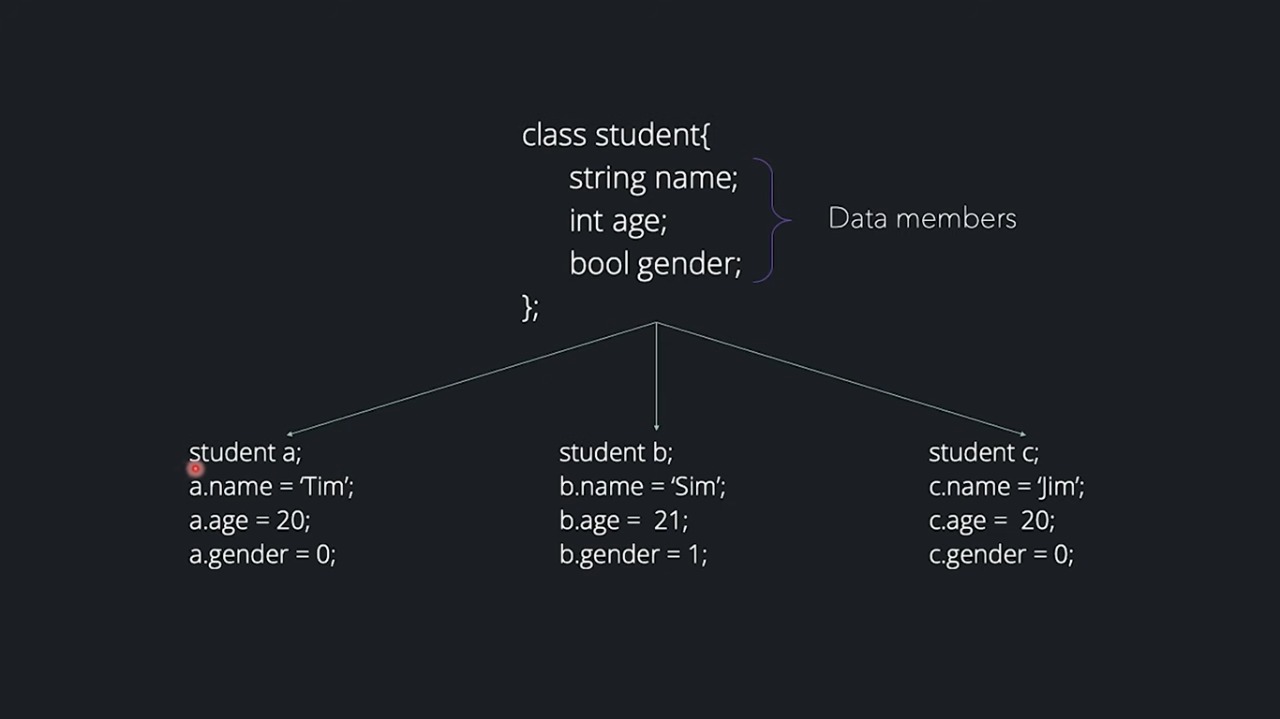 class student{
string name;
int age;
bool gender;
};
Data members
student a;
a.name = ‘Tim’;
a.age = 20;
a.gender = 0;
student b;
b.name = ‘Sim’;
b.age =  21;
b.gender = 1;
student c;
c.name = ‘Jim’;
c.age =  20;
c.gender = 0;